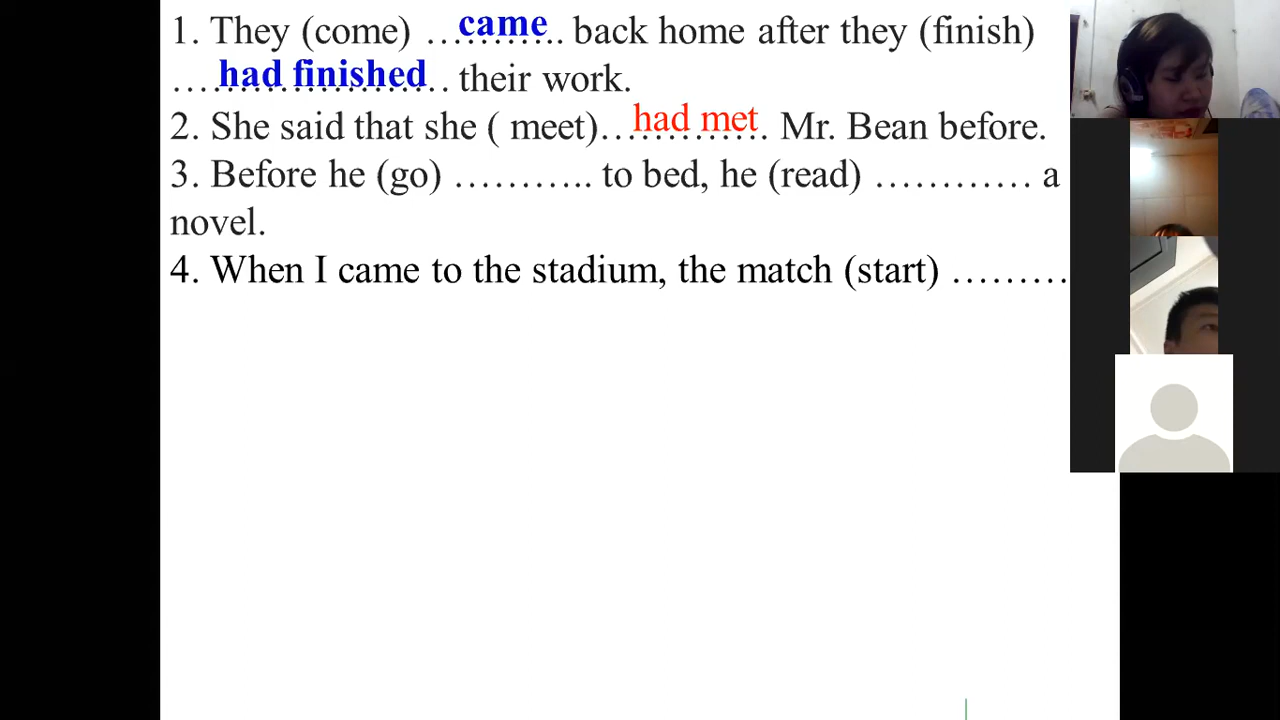 1. They (come) ….came….. back home after they (finish)
….had finished…. their work.
2. She said that she ( meet)….had met…. Mr. Bean before.
3. Before he (go) ……….. to bed, he (read) ………… a
novel.
4. When I came to the stadium, the match (start) ………